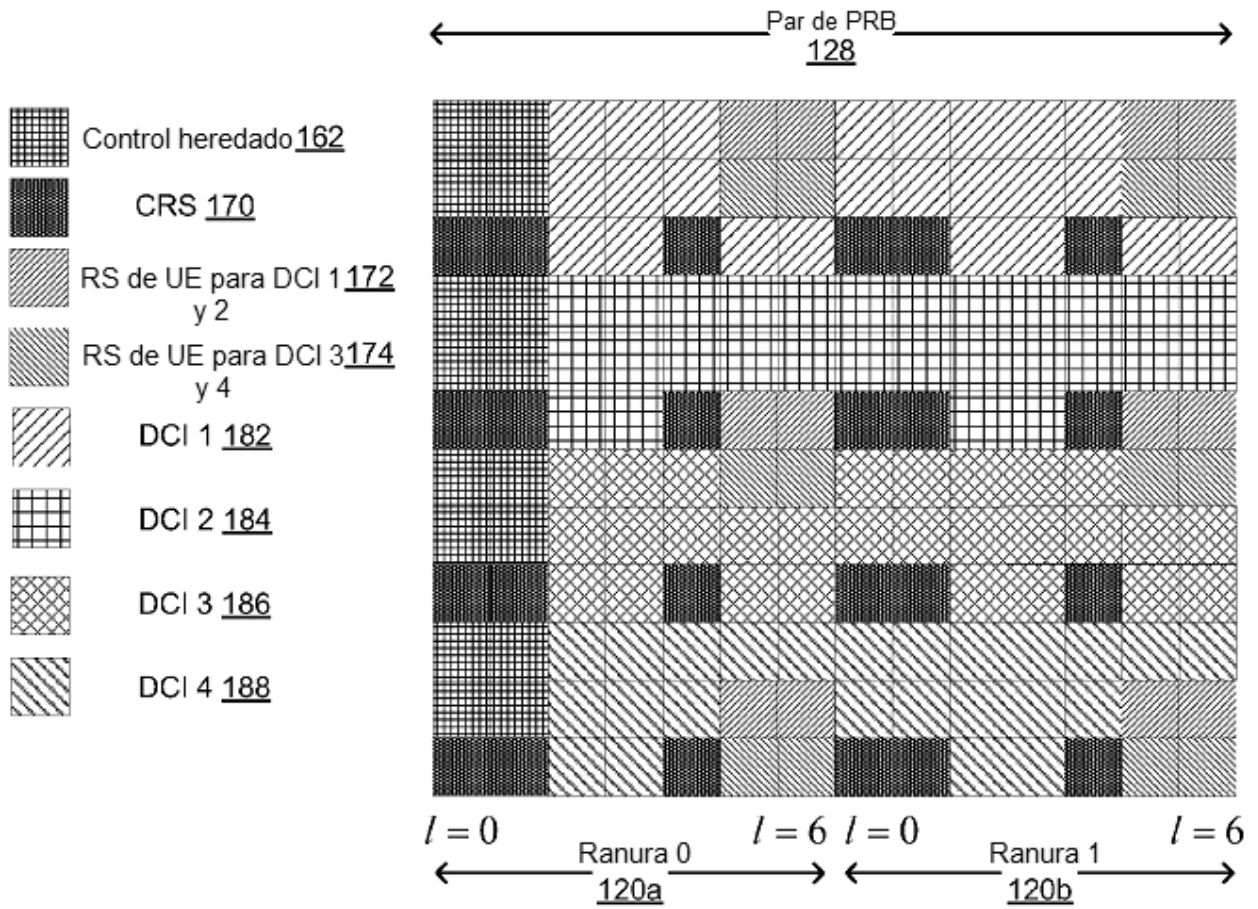 Par de PRB
128
Control heredado 162
CRS 170
RS de UE para DCI 1 172
y 2
RS de UE para DCI 3 174
y 4
DCI 1 182
DCI 2 184
DCI 3 186
DCI 4 188
l = 0 l = 6 l = 0 l = 6
Ranura 0 Ranura 1
120a 120b